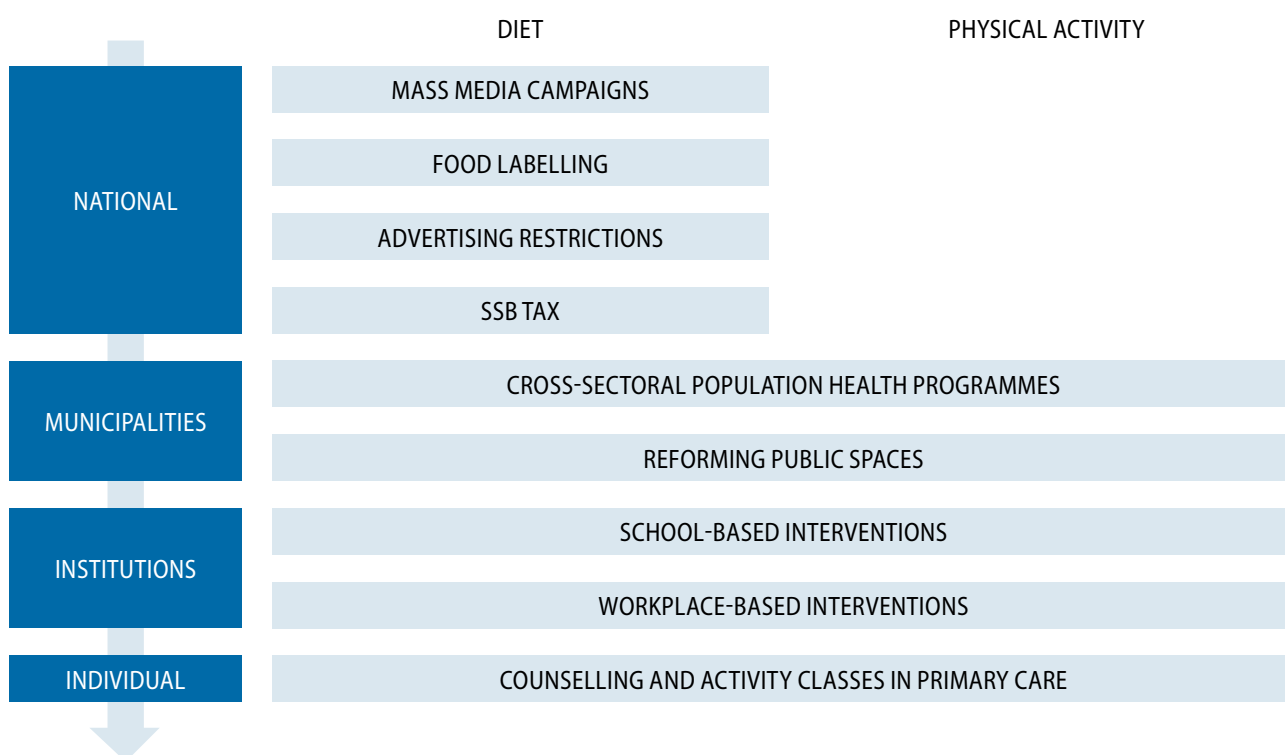 DIET
PHYSICAL ACTIVITY
NATIONAL
MASS MEDIA CAMPAIGNS
FOOD LABELLING
ADVERTISING RESTRICTIONS
SSB TAX
MUNICIPALITIES
CROSS-SECTORAL POPULATION HEALTH PROGRAMMES
REFORMING PUBLIC SPACES
INSTITUTIONS
SCHOOL-BASED INTERVENTIONS
WORKPLACE-BASED INTERVENTIONS
INDIVIDUAL
COUNSELLING AND ACTIVITY CLASSES IN PRIMARY CARE